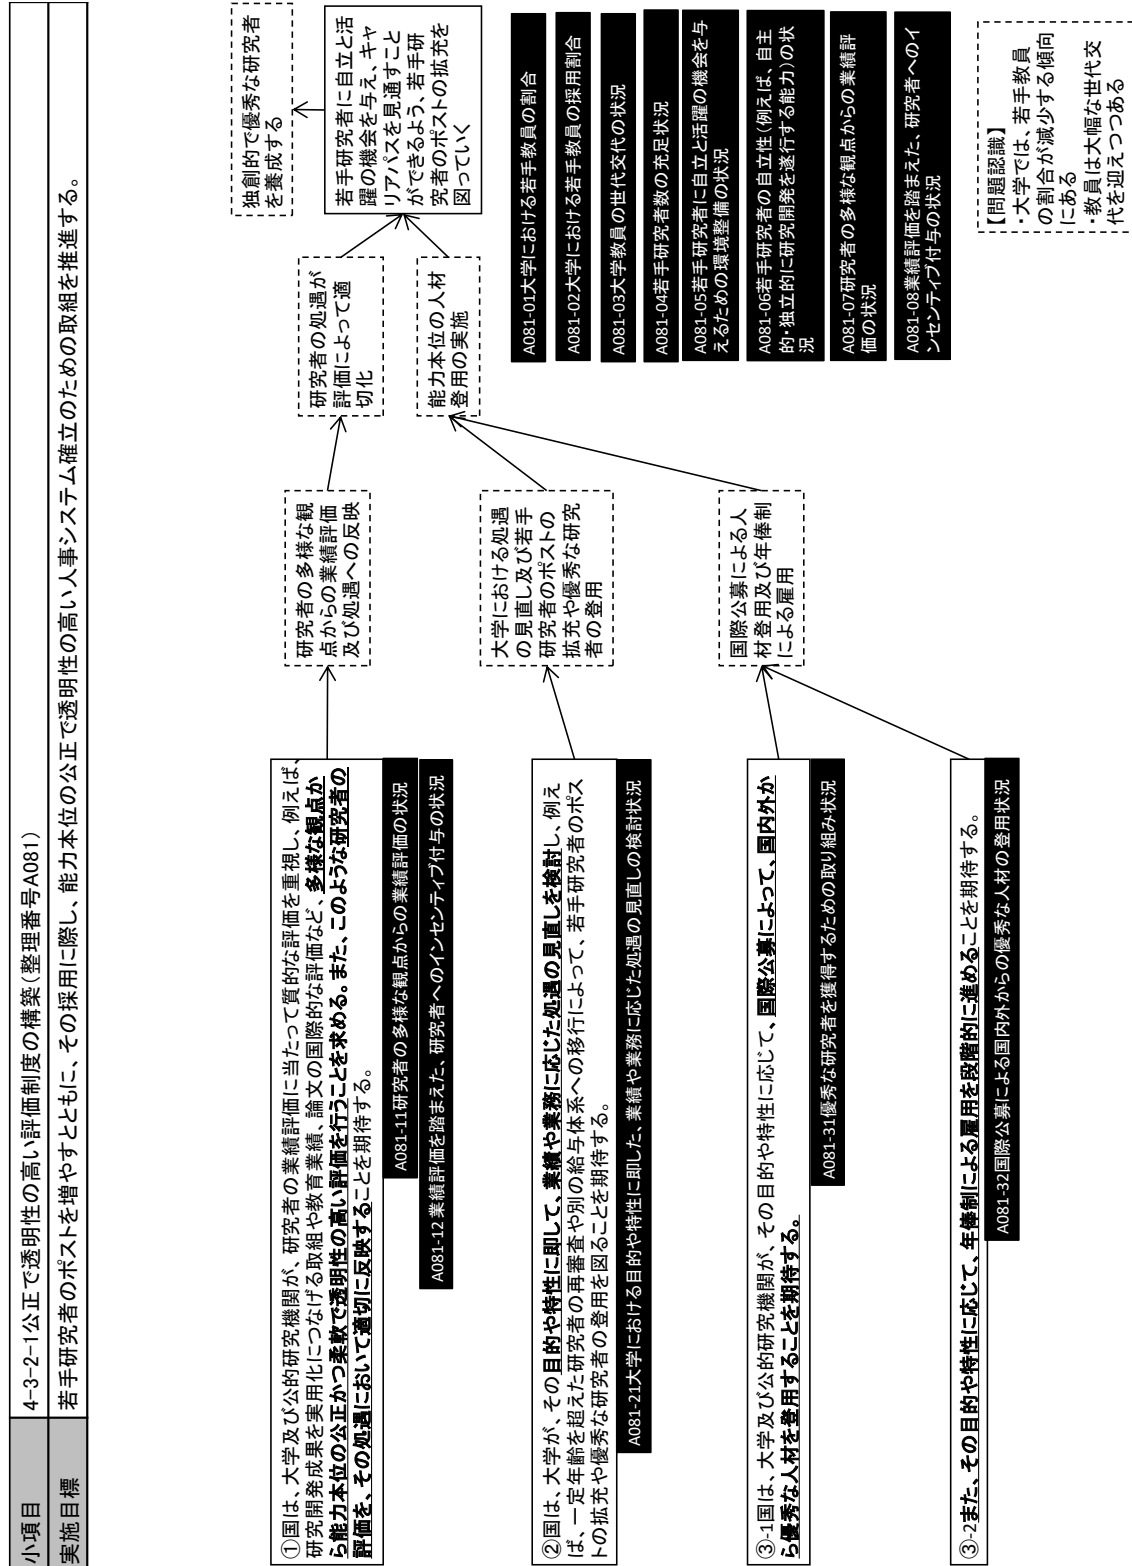 小項目
4-3-2-1公正で透明性の高い評価制度の構築（整理番号A081）
実施目標
若手研究者のポストを増やすとともに、その採用に際し、能力本位の公正で透明性の高い人事システム確立のための取組を推進する。
①国は、大学及び公的研究機関が、研究者の業績評価に当たって質的な評価を重視し、例えば、
研究開発成果を実用化につなげる取組や教育業績、論文の国際的な評価など、多様な観点か
ら能力本位の公正かつ柔軟で透明性の高い評価を行うことを求める。また、このような研究者の
評価を、その処遇において適切に反映することを期待する。
A081-11研究者の多様な観点からの業績評価の状況
A081-12 業績評価を踏まえた、研究者へのインセンティブ付与の状況
②国は、大学が、その目的や特性に即して、業績や業務に応じた処遇の見直しを検討し、例え
ば、一定年齢を超えた研究者の再審査や別の給与体系への移行によって、若手研究者のポス
トの拡充や優秀な研究者の登用を図ることを期待する。
A081-21大学における目的や特性に即した、業績や業務に応じた処遇の見直しの検討状況
③-1国は、大学及び公的研究機関が、その目的や特性に応じて、国際公募によって、国内外か
ら優秀な人材を登用することを期待する。
A081-31優秀な研究者を獲得するための取り組み状況
③-2また、その目的や特性に応じて、年俸制による雇用を段階的に進めることを期待する。
A081-32国際公募による国内外からの優秀な人材の登用状況
研究者の多様な観
点からの業績評価
及び処遇への反映
大学における処遇
の見直し及び若手
研究者のポストの
拡充や優秀な研究
者の登用
国際公募による人
材登用及び年俸制
による雇用
研究者の処遇が
評価によって適
切化
能力本位の人材
登用の実施
独創的で優秀な研究者
を養成する
若手研究者に自立と活
躍の機会を与え、キャ
リアパスを見通すこと
ができるよう、若手研
究者のポストの拡充を
図っていく
A081-01大学における若手教員の割合
A081-02大学における若手教員の採用割合
A081-03大学教員の世代交代の状況
A081-04若手研究者数の充足状況
A081-05若手研究者に自立と活躍の機会を与
えるための環境整備の状況
A081-06若手研究者の自立性（例えば、自主
的・独立的に研究開発を遂行する能力）の状
況
A081-07研究者の多様な観点からの業績評
価の状況
A081-08業績評価を踏まえた、研究者へのイ
ンセンティブ付与の状況
【問題認識】
・大学では、若手教員
の割合が減少する傾向
にある
・教員は大幅な世代交
代を迎えつつある